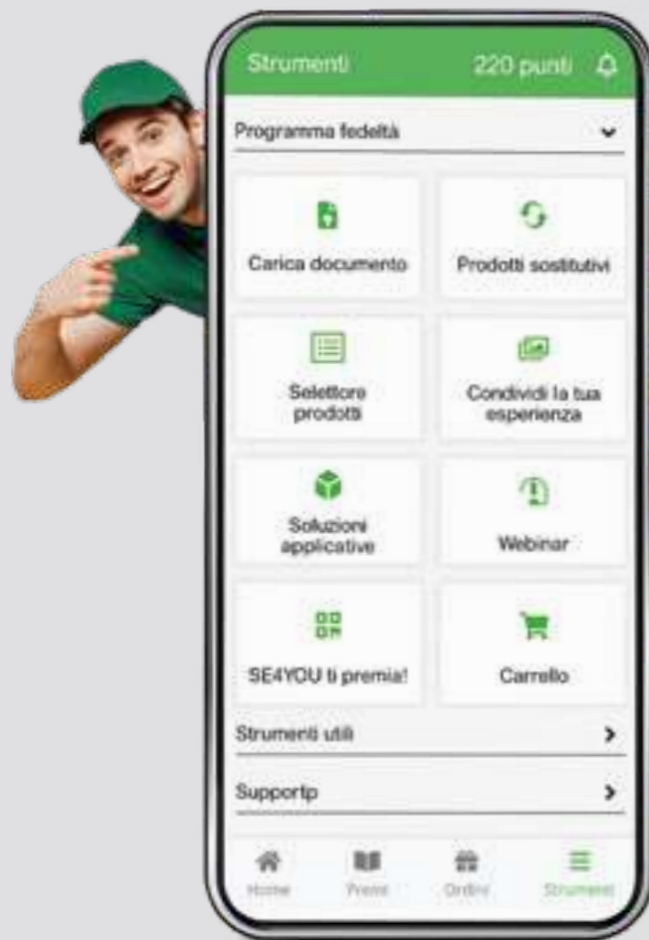 Strumenti 220 punti
Programma fedeltà
Carica documento Prodotti sostitutivi
Selettore Condividi la tua
prodotti esperienza
Soluzioni
applicative Webinar
SE4YOU ti premia! Carrello
Strumenti utili
Supportp
Home Premi Ordini Strumenti